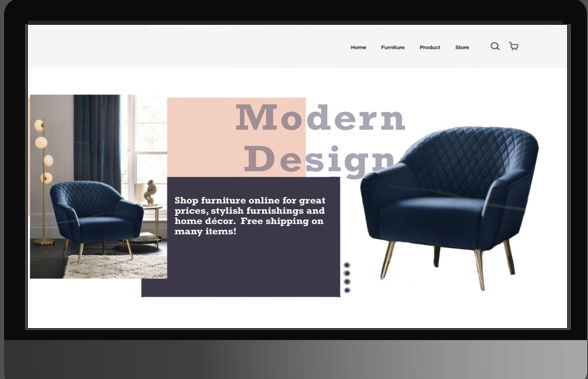 Home Furniture Product Store
Modern
Design
Shop furniture online for great
prices, stylish furnishings and
home décor. Free shipping on
many items!